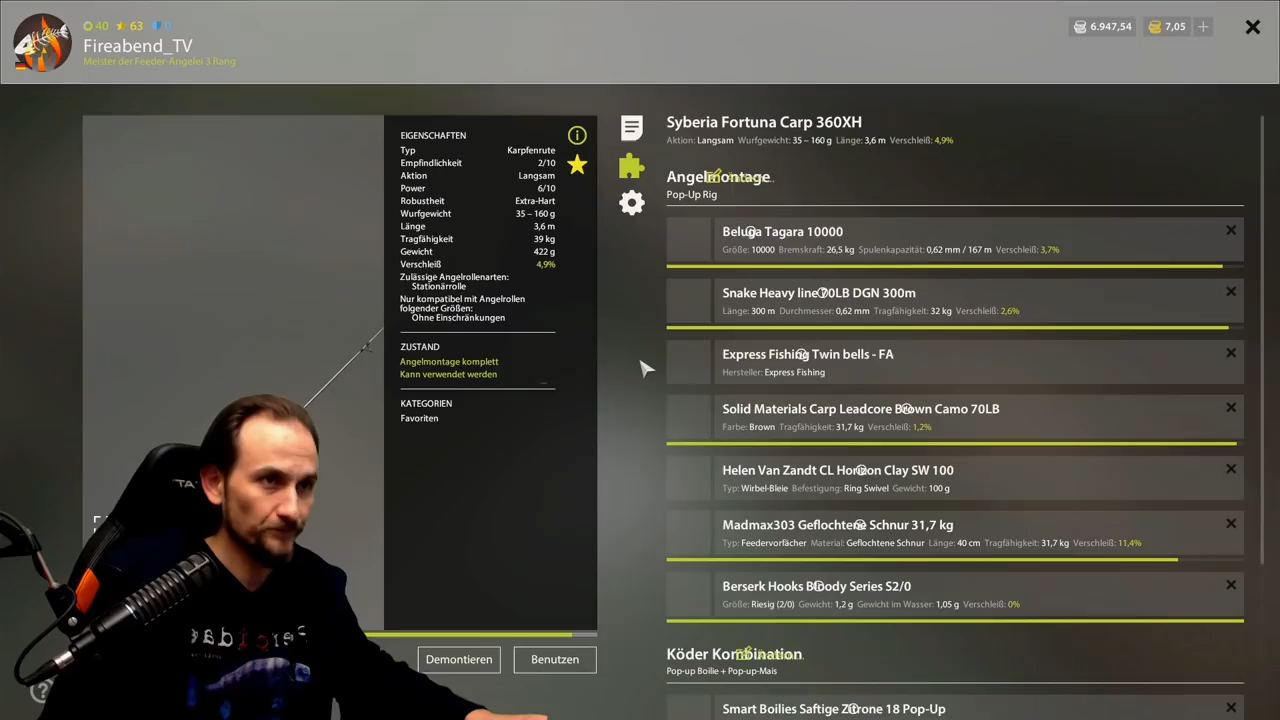 40 63 0
Fireabend_TV
Meister der Feeder-Angelei 3 Rang
6.947,54 7,05
EIGENSCHAFTEN
Typ Karpfenrute
Empfindlichkeit 2/10
Aktion Langsam
Power 6/10
Robustheit Extra-Hart
Wurfgewicht 35 – 160 g
Länge 3,6 m
Tragfähigkeit 39 kg
Gewicht 422 g
Verschleiß 4,9%
Zulässige Angelrollenarten:
Stationärrolle
Nur kompatibel mit Angelrollen
folgender Größen:
Ohne Einschränkungen
ZUSTAND
Angelmontage komplett
Kann verwendet werden
KATEGORIEN
Favoriten
Demontieren Benutzen
Syberia Fortuna Carp 360XH
Aktion: Langsam Wurfgewicht: 35 – 160 g Länge: 3,6 m Verschleiß: 4,9%
Angelmontage
Pop-Up Rig
Beluga Tagara 10000
Größe: 10000 Bremskraft: 26,5 kg Spulenkapazität: 0,62 mm / 167 m Verschleiß: 3,7%
Snake Heavy line 70LB DGN 300m
Länge: 300 m Durchmesser: 0,62 mm Tragfähigkeit: 32 kg Verschleiß: 2,6%
Express Fishing Twin bells - FA
Hersteller: Express Fishing
Solid Materials Carp Leadcore Brown Camo 70LB
Farbe: Brown Tragfähigkeit: 31,7 kg Verschleiß: 1,2%
Helen Van Zandt CL Horizon Clay SW 100
Typ: Wirbel-Bleie Befestigung: Ring Swivel Gewicht: 100 g
Madmax303 Geflochtene Schnur 31,7 kg
Typ: Feedervorfächer Material: Geflochtene Schnur Länge: 40 cm Tragfähigkeit: 31,7 kg Verschleiß: 11,4%
Berserk Hooks Bloody Series S2/0
Größe: Riesig (2/0) Gewicht: 1,2 g Gewicht im Wasser: 1,05 g Verschleiß: 0%
Köder Kombination
Pop-up Boilie + Pop-up-Mais
Smart Boilies Saftige Zitrone 18 Pop-Up